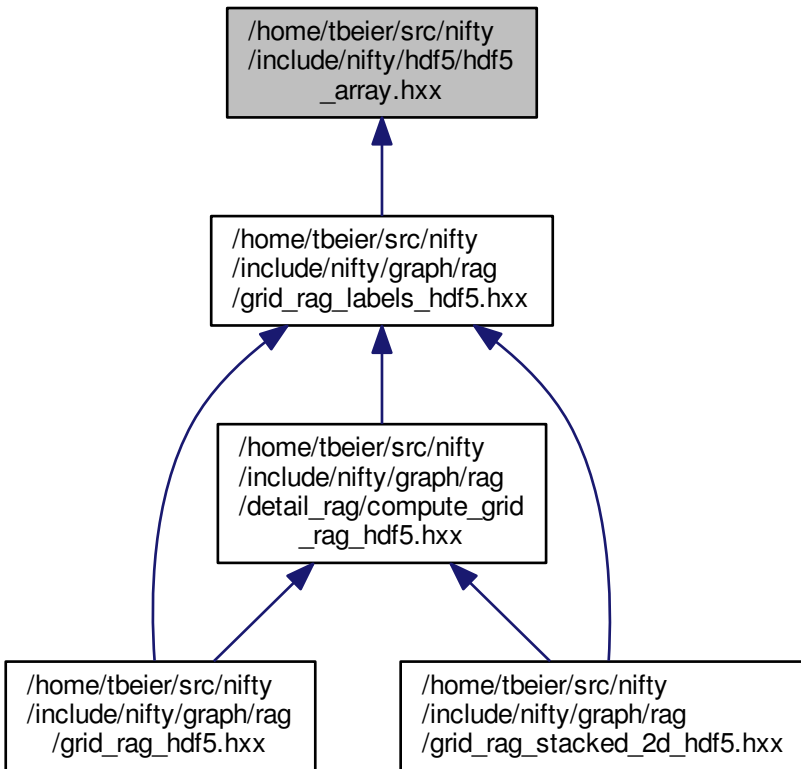 /home/tbeier/src/nifty
/include/nifty/hdf5/hdf5
_array.hxx
/home/tbeier/src/nifty
/include/nifty/graph/rag
/grid_rag_labels_hdf5.hxx
/home/tbeier/src/nifty
/include/nifty/graph/rag
/detail_rag/compute_grid
_rag_hdf5.hxx
/home/tbeier/src/nifty
/include/nifty/graph/rag
/grid_rag_hdf5.hxx
/home/tbeier/src/nifty
/include/nifty/graph/rag
/grid_rag_stacked_2d_hdf5.hxx